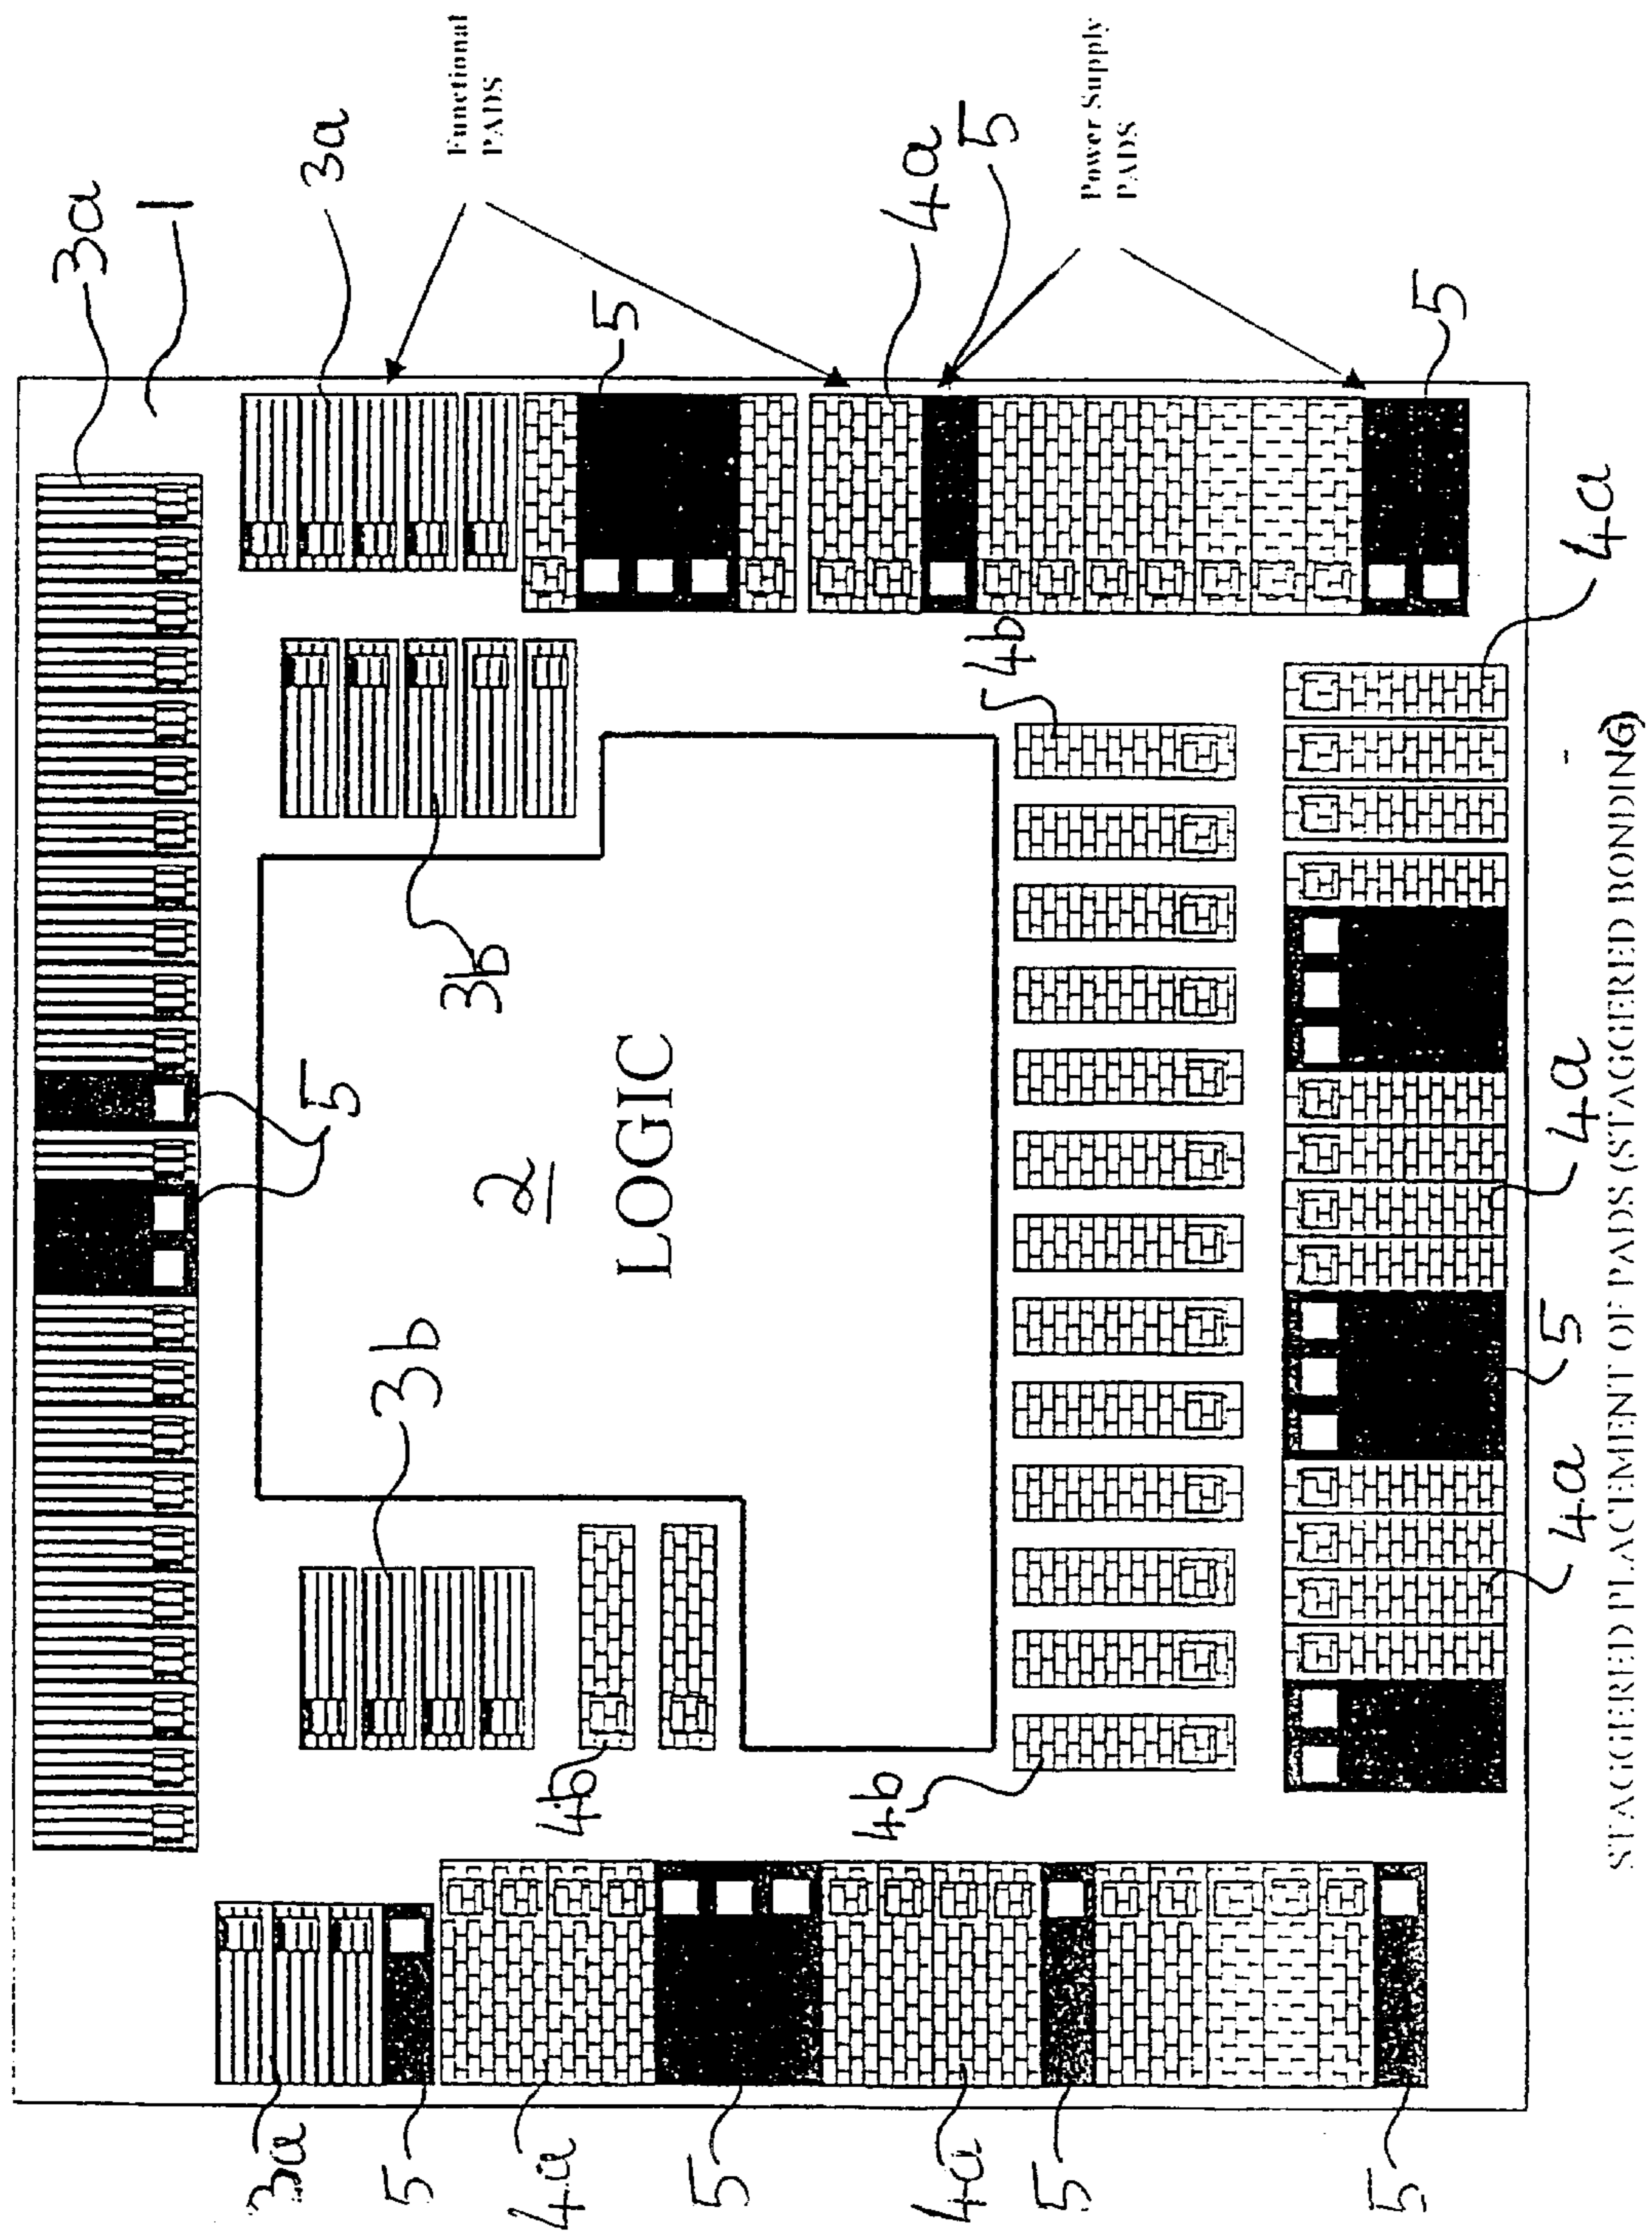 3a
1
3a
3a
5
3b
5
Functional
PADS
3b
2
4a
4b
5
LOGIC
5
4b
4a
4a
5
4b
5
Power Supply
PADS
5
5
4a 5 4a 4a
STAGGERED PLACEMENT OF PADS (STAGGERED BONDING)